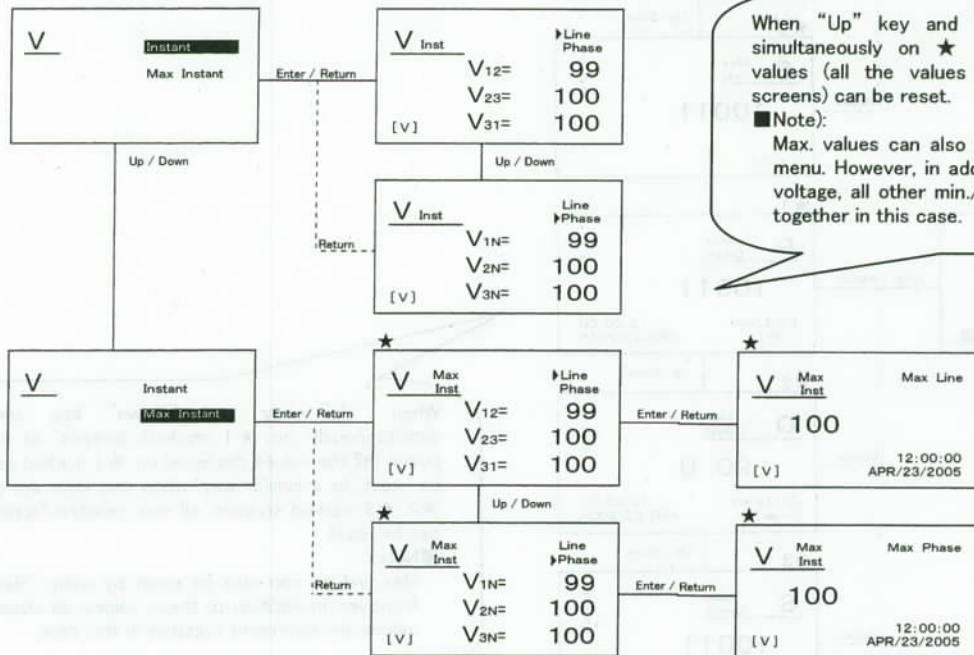 When “Up” key and
simultaneously on ★
values (all the values
screens) can be reset.
■Note):
Max. values can also
menu. However, in add
voltage, all other min./
together in this case.
V
Instant
Max Instant
Enter / Return
V Inst
▶Line
Phase
V12= 99
V23= 100
V31= 100
[V]
Up / Down
Up / Down
Return
V Inst
Line
▶Phase
V1N= 99
V2N= 100
V3N= 100
[V]
V
Instant
Max Instant
Enter / Return
★
V Max
Inst
▶Line
Phase
V12= 99
V23= 100
V31= 100
[V]
Enter / Return
★
V Max
Inst
Max Line
100
[V]
12:00:00
APR/23/2005
Up / Down
Return
★
V Max
Inst
Line
▶Phase
V1N= 99
V2N= 100
V3N= 100
[V]
Enter / Return
★
V Max
Inst
Max Phase
100
[V]
12:00:00
APR/23/2005